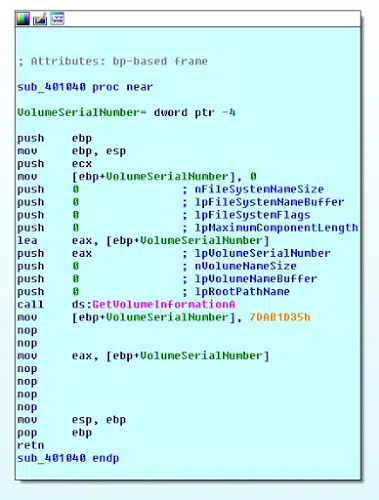 ; Attributes: bp-based frame
sub_401040 proc near
VolumeSerialNumber= dword ptr -4
push ebp
mov ebp, esp
push ecx
mov [ebp+VolumeSerialNumber], 0
push 0 ; nFileSystemNameSize
push 0 ; lpFileSystemNameBuffer
push 0 ; lpFileSystemFlags
push 0 ; lpMaximumComponentLength
lea eax, [ebp+VolumeSerialNumber]
push eax ; lpVolumeSerialNumber
push 0 ; nVolumeNameSize
push 0 ; lpVolumeNameBuffer
push 0 ; lpRootPathName
call ds:GetVolumeInformationA
mov [ebp+VolumeSerialNumber], 7DAB1D35h
nop
nop
mov eax, [ebp+VolumeSerialNumber]
nop
nop
nop
nop
mov esp, ebp
pop ebp
retn
sub_401040 endp